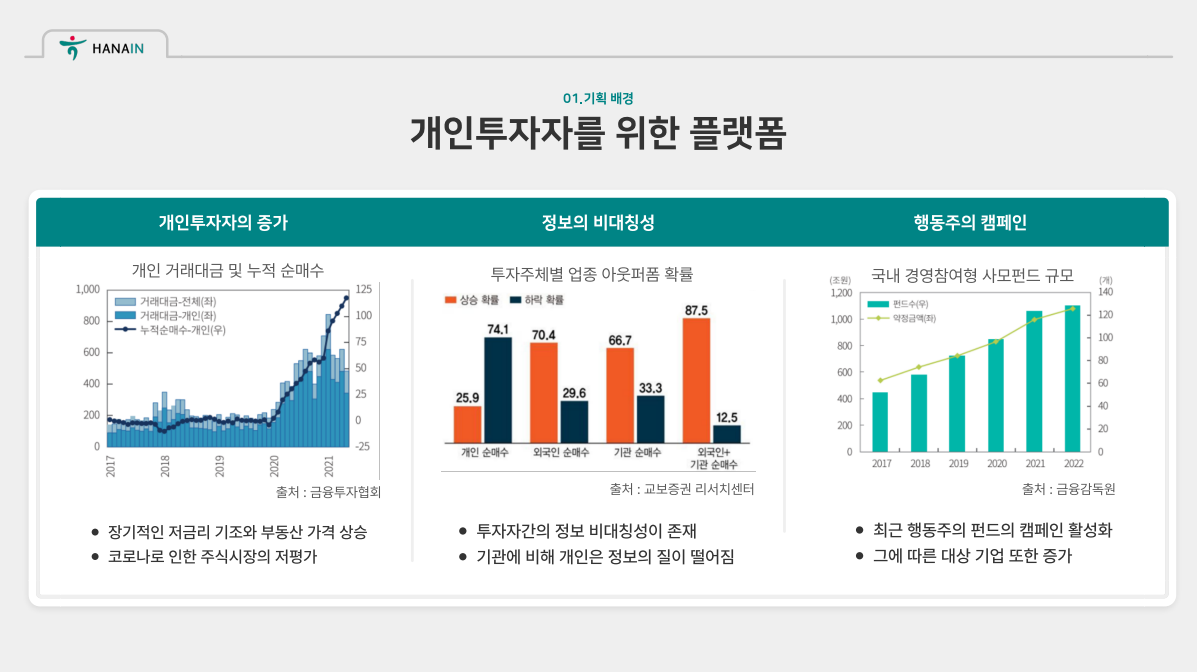 HANAIN
01.기획 배경
개인투자자를 위한 플랫폼
개인투자자의 증가
정보의 비대칭성
행동주의 캠페인
개인 거래대금 및 누적 순매수
1,000
800
600
400
200
0
125
100
75
50
25
0
-25
거래대금-전체(좌)
거래대금-개인(좌)
누적순매수-개인(우)
2017
2018
2019
2020
2021
출처 : 금융투자협회
장기적인 저금리 기조와 부동산 가격 상승
코로나로 인한 주식시장의 저평가
투자주체별 업종 아웃퍼폼 확률
상승 확률
하락 확률
25.9
74.1
70.4
29.6
66.7
33.3
87.5
12.5
개인 순매수
외국인 순매수
기관 순매수
외국인+
기관 순매수
출처 : 교보증권 리서치센터
투자자간의 정보 비대칭성이 존재
기관에 비해 개인은 정보의 질이 떨어짐
국내 경영참여형 사모펀드 규모
(조원)
(개)
1,200
1,000
800
600
400
200
0
140
120
100
80
60
40
20
0
펀드수(우)
약정금액(좌)
2017
2018
2019
2020
2021
2022
출처 : 금융감독원
최근 행동주의 펀드의 캠페인 활성화
그에 따른 대상 기업 또한 증가